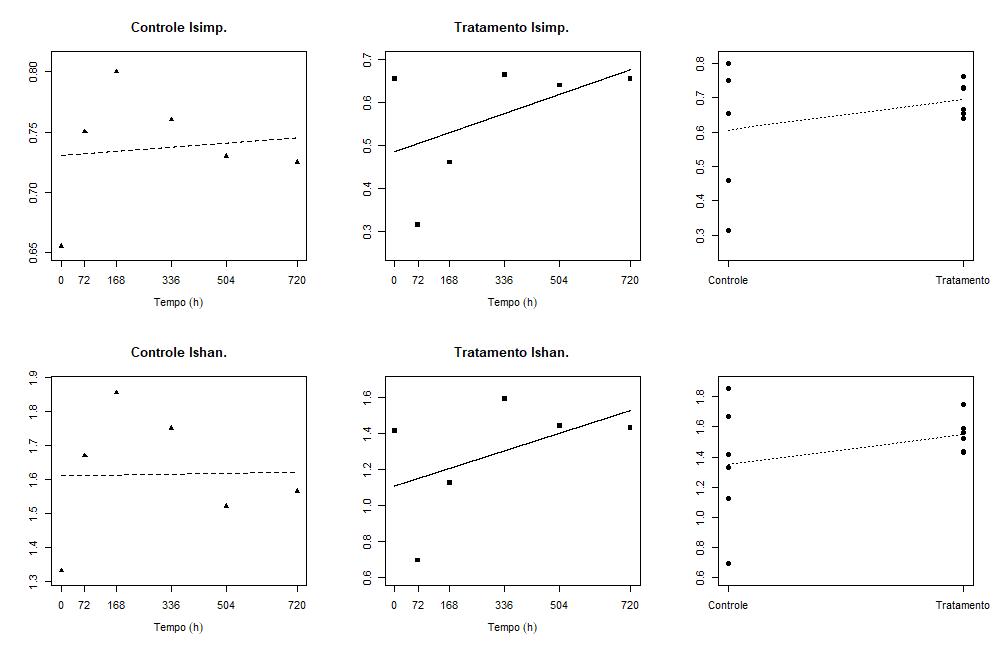 Controle Isimp.
0.80
0.75
0.70
0.65
0 72 168 336 504 720
Tempo (h)
Tratamento Isimp.
0.7
0.6
0.5
0.4
0.3
0 72 168 336 504 720
Tempo (h)
0.8
0.7
0.6
0.5
0.4
0.3
Controle Tratamento
Controle Ishan.
1.9
1.8
1.7
1.6
1.5
1.4
1.3
0 72 168 336 504 720
Tempo (h)
Tratamento Ishan.
1.6
1.4
1.2
1.0
0.8
0.6
0 72 168 336 504 720
Tempo (h)
1.8
1.6
1.4
1.2
1.0
0.8
0.6
Controle Tratamento